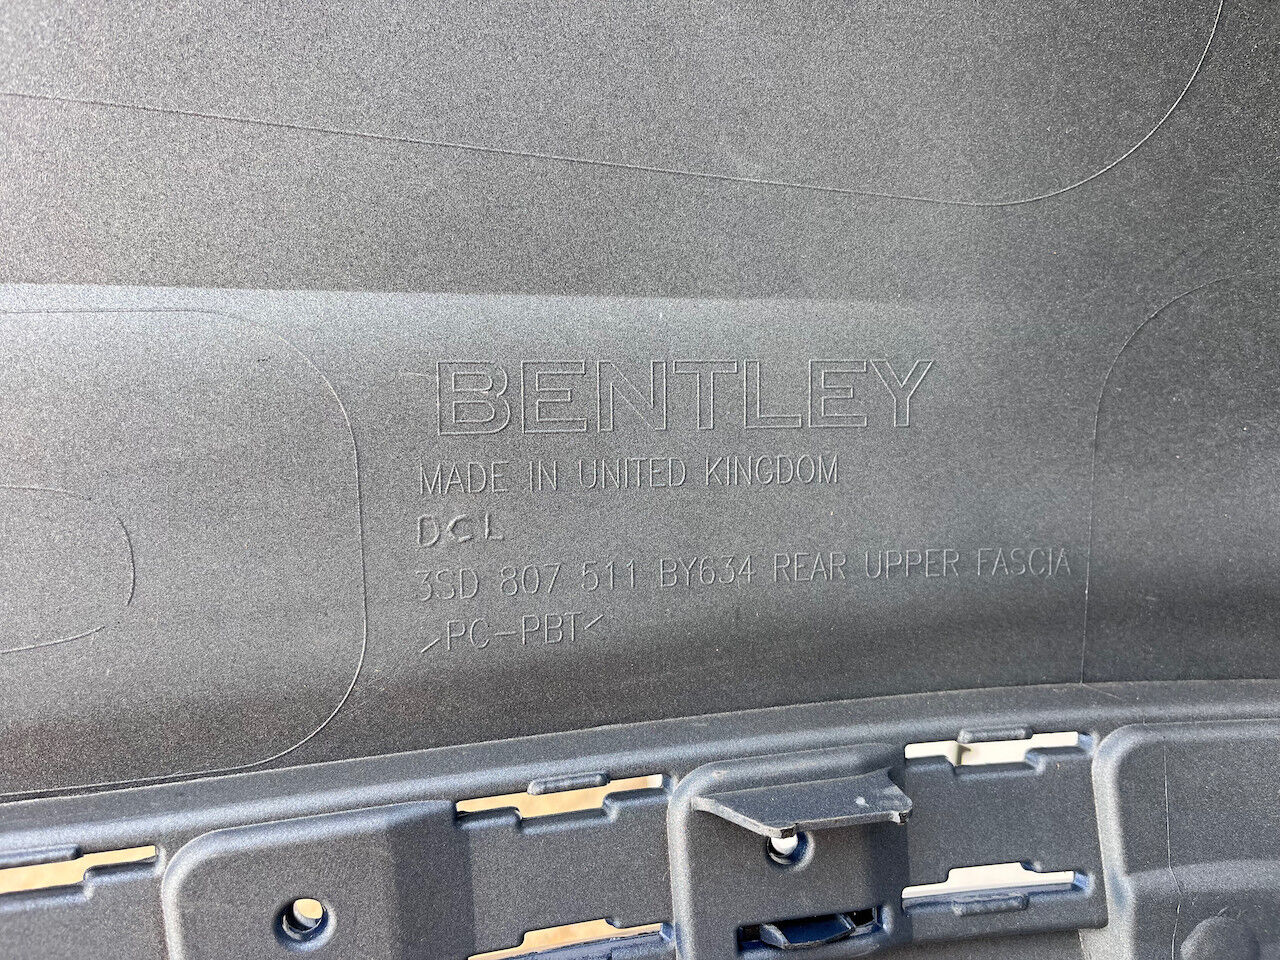 BENTLEY
MADE IN UNITED KINGDOM
DCL
3SD 807 511 BY634 REAR UPPER FASCIA
>PC-PBT<